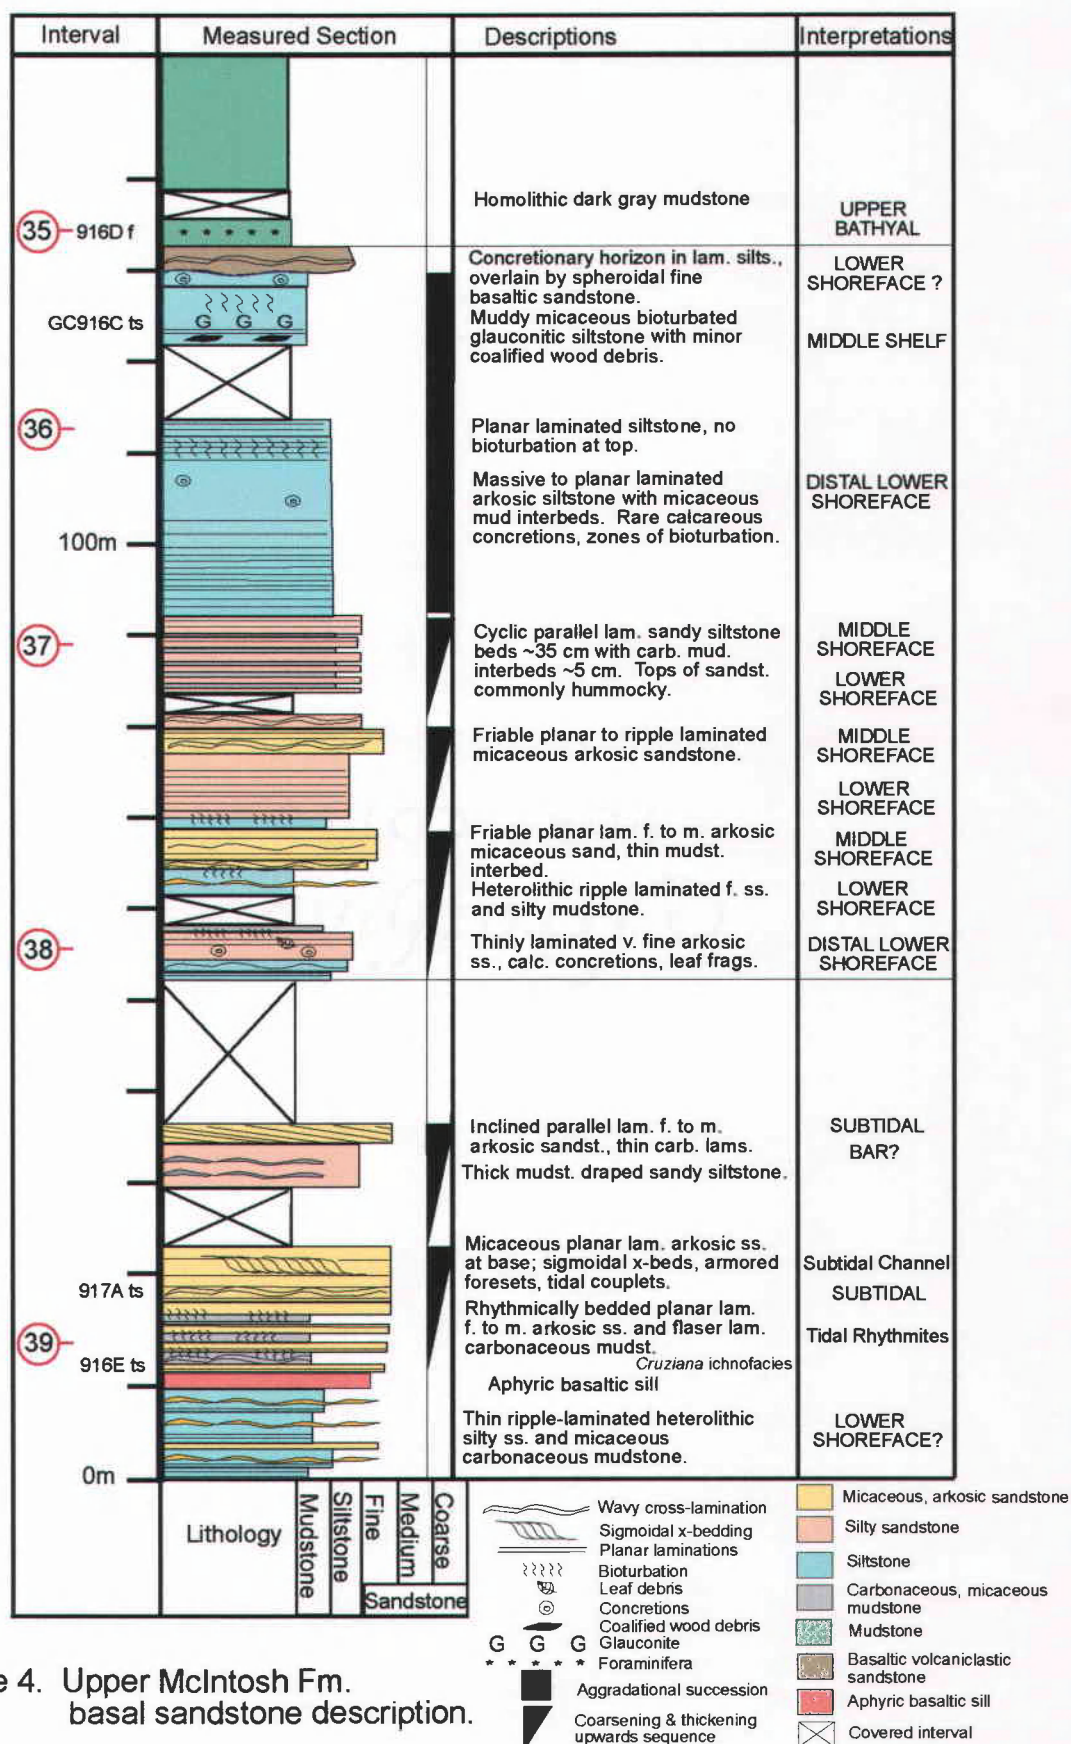 Interval
Measured Section
Descriptions
Interpretations
Homolithic dark gray mudstone
UPPER
BATHYAL
35
916D f
Concretionary horizon in lam. silts.,
overlain by spheroidal fine
basaltic sandstone.
LOWER
SHOREFACE ?
Muddy micaceous bioturbated
glauconitic siltstone with minor
coalified wood debris.
MIDDLE SHELF
GC916C ts
G G G
36
Planar laminated siltstone, no
bioturbation at top.
Massive to planar laminated
arkosic siltstone with micaceous
mud interbeds. Rare calcareous
concretions, zones of bioturbation.
DISTAL LOWER
SHOREFACE
100m
37
Cyclic parallel lam. sandy siltstone
beds ~35 cm with carb. mud.
interbeds ~5 cm. Tops of sandst.
commonly hummocky.
MIDDLE
SHOREFACE
LOWER
SHOREFACE
Friable planar to ripple laminated
micaceous arkosic sandstone.
MIDDLE
SHOREFACE
LOWER
SHOREFACE
Friable planar lam. f. to m. arkosic
micaceous sand, thin mudst.
interbed.
MIDDLE
SHOREFACE
Heterolithic ripple laminated f. ss.
and silty mudstone.
LOWER
SHOREFACE
38
Thinly laminated v. fine arkosic
ss., calc. concretions, leaf frags.
DISTAL LOWER
SHOREFACE
Inclined parallel lam. f. to m.
arkosic sandst., thin carb. lams.
Thick mudst. draped sandy siltstone.
SUBTIDAL
BAR?
Micaceous planar lam. arkosic ss.
at base; sigmoidal x-beds, armored
foresets, tidal couplets.
Subtidal Channel
SUBTIDAL
917A ts
Rhythmically bedded planar lam.
f. to m. arkosic ss. and flaser lam.
carbonaceous mudst.
Tidal Rhythmites
39
916E ts
Cruziana ichnofacies
Aphyric basaltic sill
Thin ripple-laminated heterolithic
silty ss. and micaceous
carbonaceous mudstone.
LOWER
SHOREFACE?
0m
Lithology
Mudstone
Siltstone
Fine
Medium
Coarse
Sandstone
Wavy cross-lamination
Sigmoidal x-bedding
Planar laminations
Bioturbation
Leaf debris
Concretions
Coalified wood debris
G G G Glauconite
Foraminifera
Aggradational succession
Coarsening & thickening
upwards sequence
Micaceous, arkosic sandstone
Silty sandstone
Siltstone
Carbonaceous, micaceous
mudstone
Mudstone
Basaltic volcaniclastic
sandstone
Aphyric basaltic sill
Covered interval
e 4. Upper McIntosh Fm.
basal sandstone description.